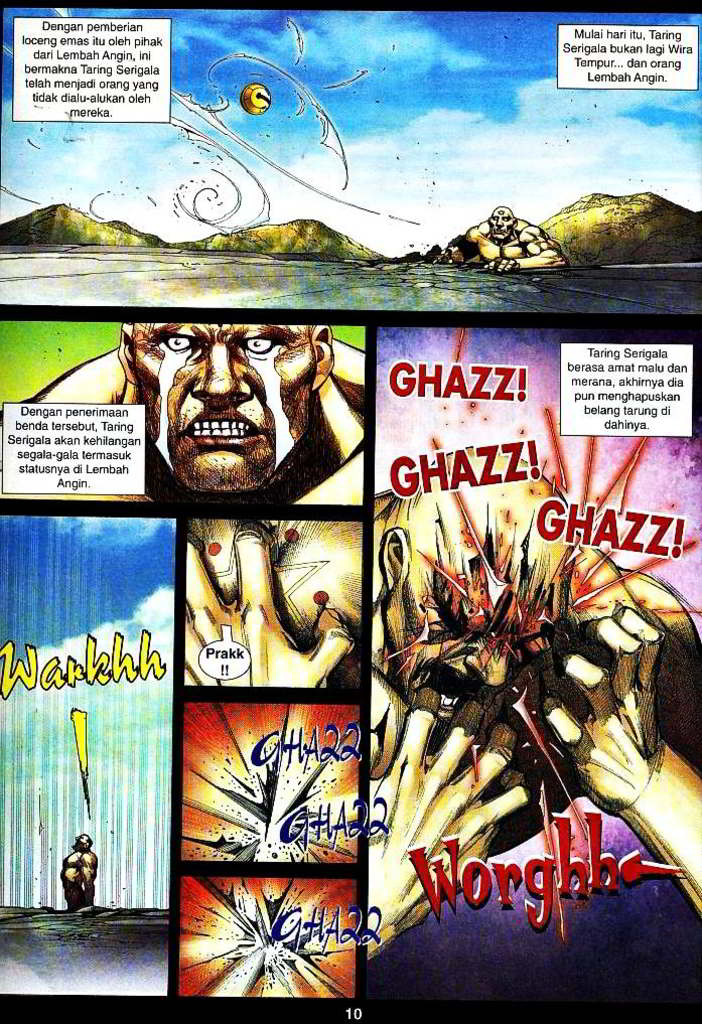 Dengan pemberian
loceng emas itu oleh pihak
dari Lembah Angin, ini
bermakna Taring Serigala
telah menjadi orang yang
tidak dialu-alukan oleh
mereka.
Mulai hari itu, Taring
Serigala bukan lagi Wira
Tempur... dan orang
Lembah Angin.
Dengan penerimaan
benda tersebut, Taring
Serigala akan kehilangan
segala-gala termasuk
statusnya di Lembah
Angin.
Taring Serigala
berasa amat malu dan
merana, akhirnya dia
pun menghapuskan
belang tarung di
dahinya.
GHAZZ!
GHAZZ!
GHAZZ!
Warkhh
!
Prakk
!!
GHAZZ
GHAZZ
GHAZZ
Worghh
10